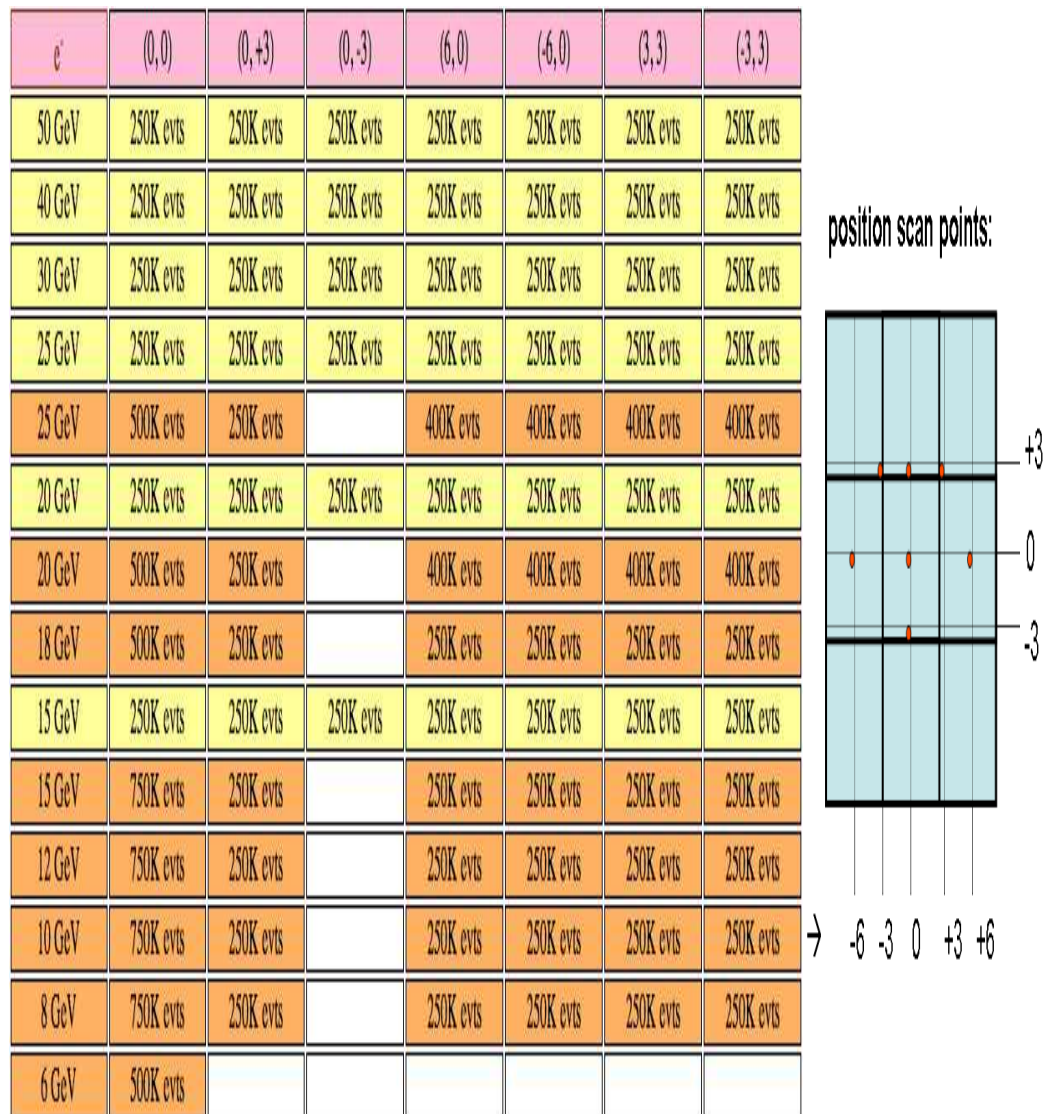 e- (0, 0) (0, +3) (0, -3) (6, 0) (-6, 0) (3, 3) (-3, 3)
50 GeV 250K evts 250K evts 250K evts 250K evts 250K evts 250K evts 250K evts
40 GeV 250K evts 250K evts 250K evts 250K evts 250K evts 250K evts 250K evts
30 GeV 250K evts 250K evts 250K evts 250K evts 250K evts 250K evts 250K evts
25 GeV 250K evts 250K evts 250K evts 250K evts 250K evts 250K evts 250K evts
25 GeV 500K evts 250K evts 400K evts 400K evts 400K evts 400K evts
20 GeV 250K evts 250K evts 250K evts 250K evts 250K evts 250K evts 250K evts
20 GeV 500K evts 250K evts 400K evts 400K evts 400K evts 400K evts
18 GeV 500K evts 250K evts 250K evts 250K evts 250K evts 250K evts
15 GeV 250K evts 250K evts 250K evts 250K evts 250K evts 250K evts 250K evts
15 GeV 750K evts 250K evts 250K evts 250K evts 250K evts 250K evts
12 GeV 750K evts 250K evts 250K evts 250K evts 250K evts 250K evts
10 GeV 750K evts 250K evts 250K evts 250K evts 250K evts 250K evts
8 GeV 750K evts 250K evts 250K evts 250K evts 250K evts 250K evts
6 GeV 500K evts
position scan points:
+3
0
-3
→ -6 -3 0 +3 +6